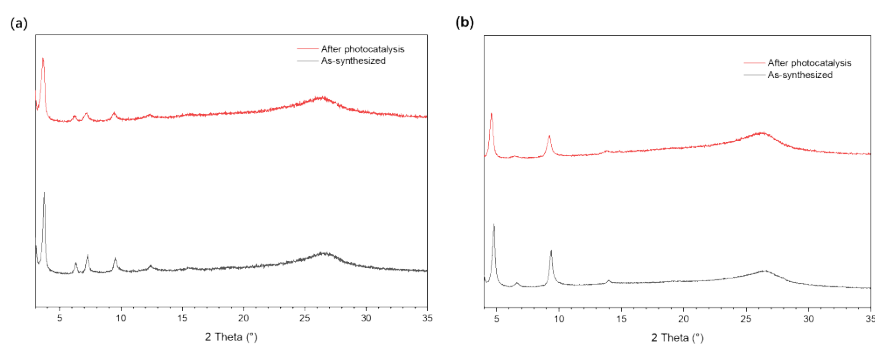 (a)
After photocatalysis
As-synthesized
5 10 15 20 25 30 35
2 Theta (°)
(b)
After photocatalysis
As-synthesized
5 10 15 20 25 30 35
2 Theta (°)